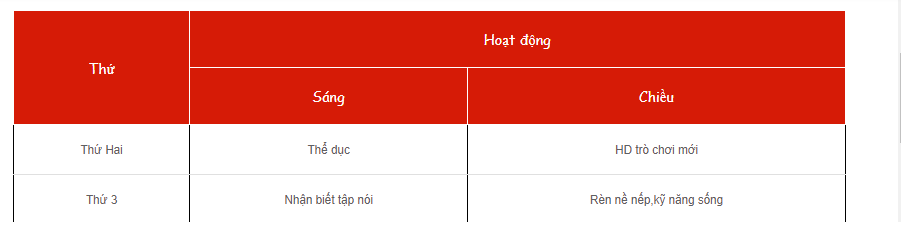 Thứ
Hoạt động
Sáng
Chiều
Thứ Hai
Thể dục
HD trò chơi mới
Thứ 3
Nhận biết tập nói
Rèn nề nếp,kỹ năng sống